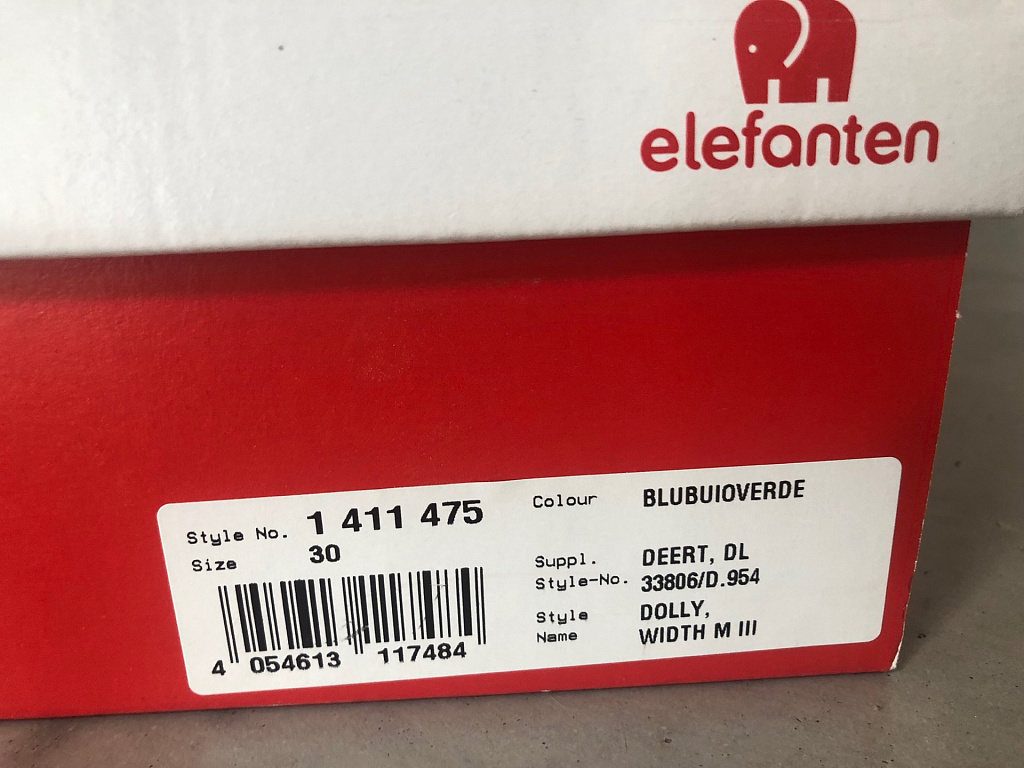 elefanten
Style No. 1 411 475
Size 30
4 054613 117484
Colour BLUBUIOVERDE
Suppl. DEERT, DL
Style-No. 33806/D.954
Style DOLLY,
Name WIDTH M III